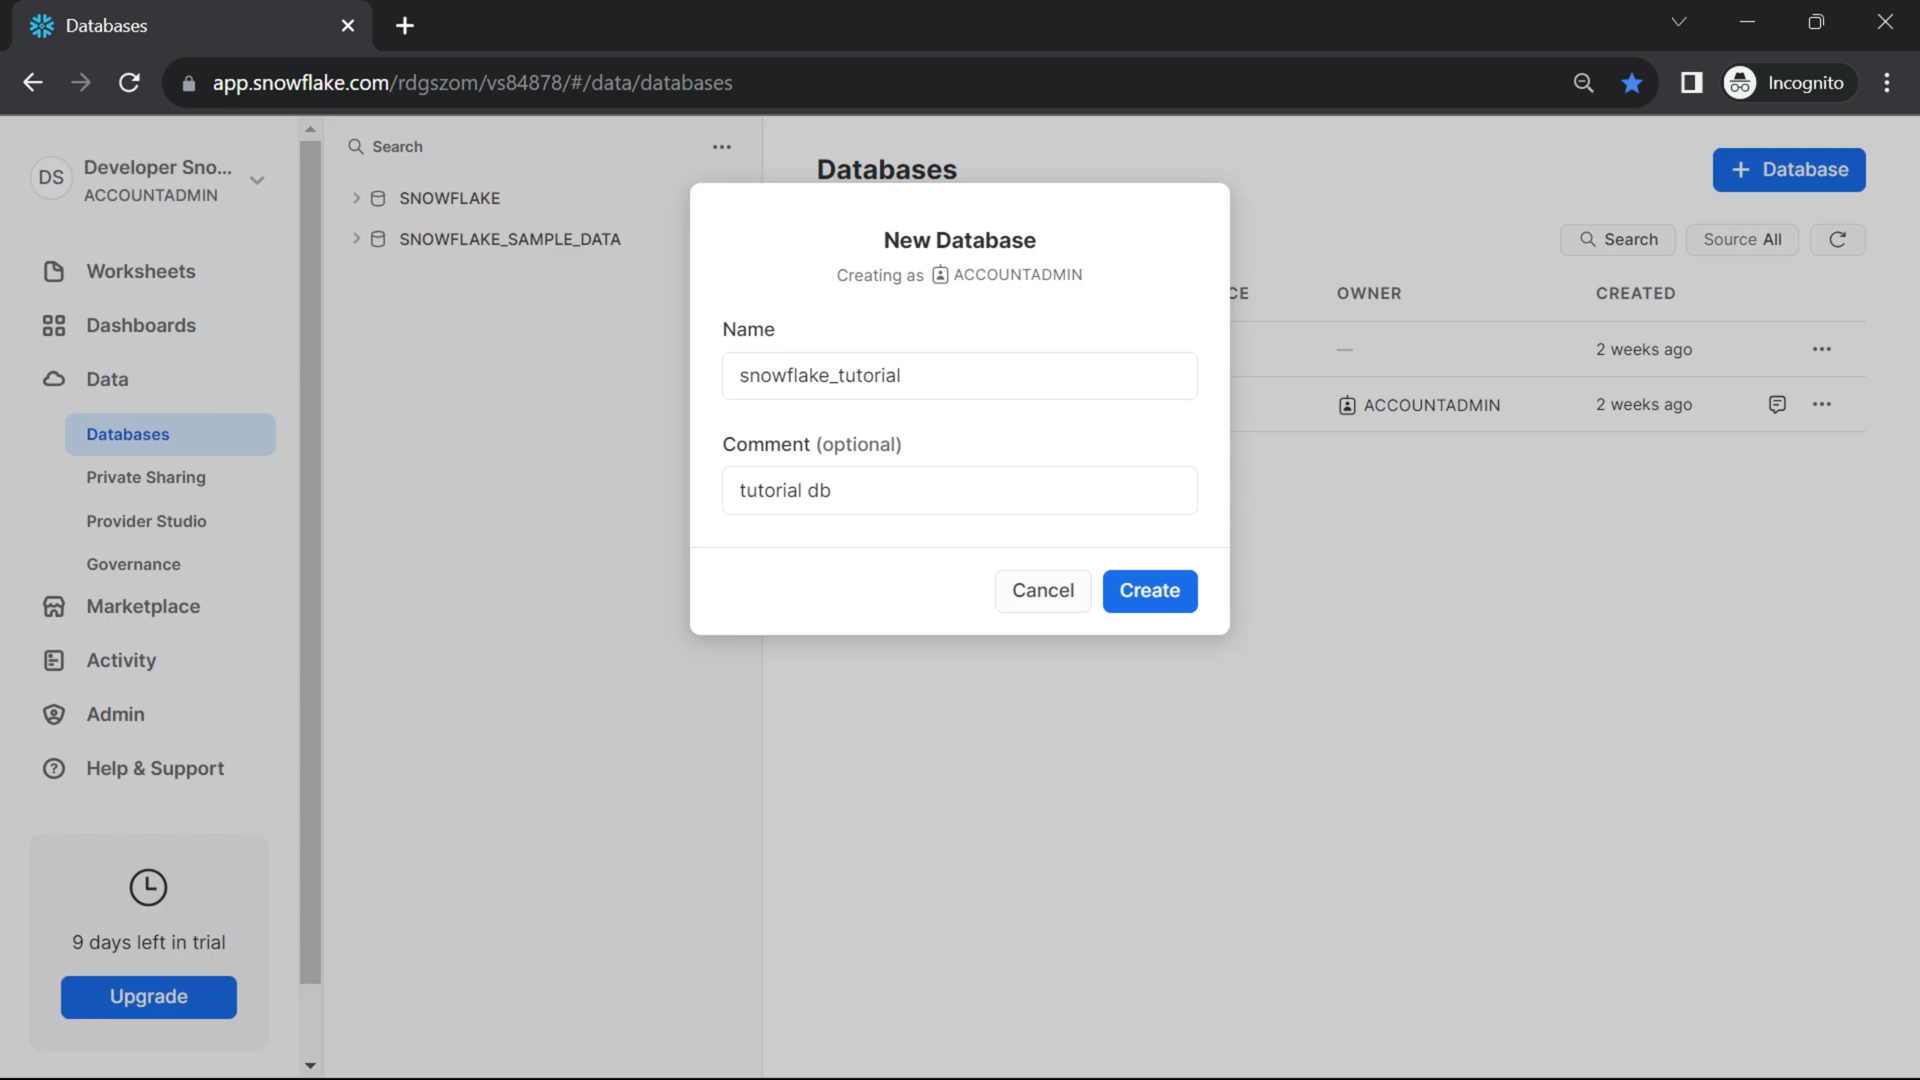 Databases
app.snowflake.com/rdgszom/vs84878/#/data/databases
Incognito
DS
Developer Sno...
ACCOUNTADMIN
Worksheets
Dashboards
Data
Databases
Private Sharing
Provider Studio
Governance
Marketplace
Activity
Admin
Help & Support
9 days left in trial
Upgrade
Search
SNOWFLAKE
SNOWFLAKE_SAMPLE_DATA
Databases
+ Database
Search
Source All
CE OWNER CREATED
— 2 weeks ago
ACCOUNTADMIN 2 weeks ago
New Database
Creating as ACCOUNTADMIN
Name
snowflake_tutorial
Comment (optional)
tutorial db
Cancel
Create